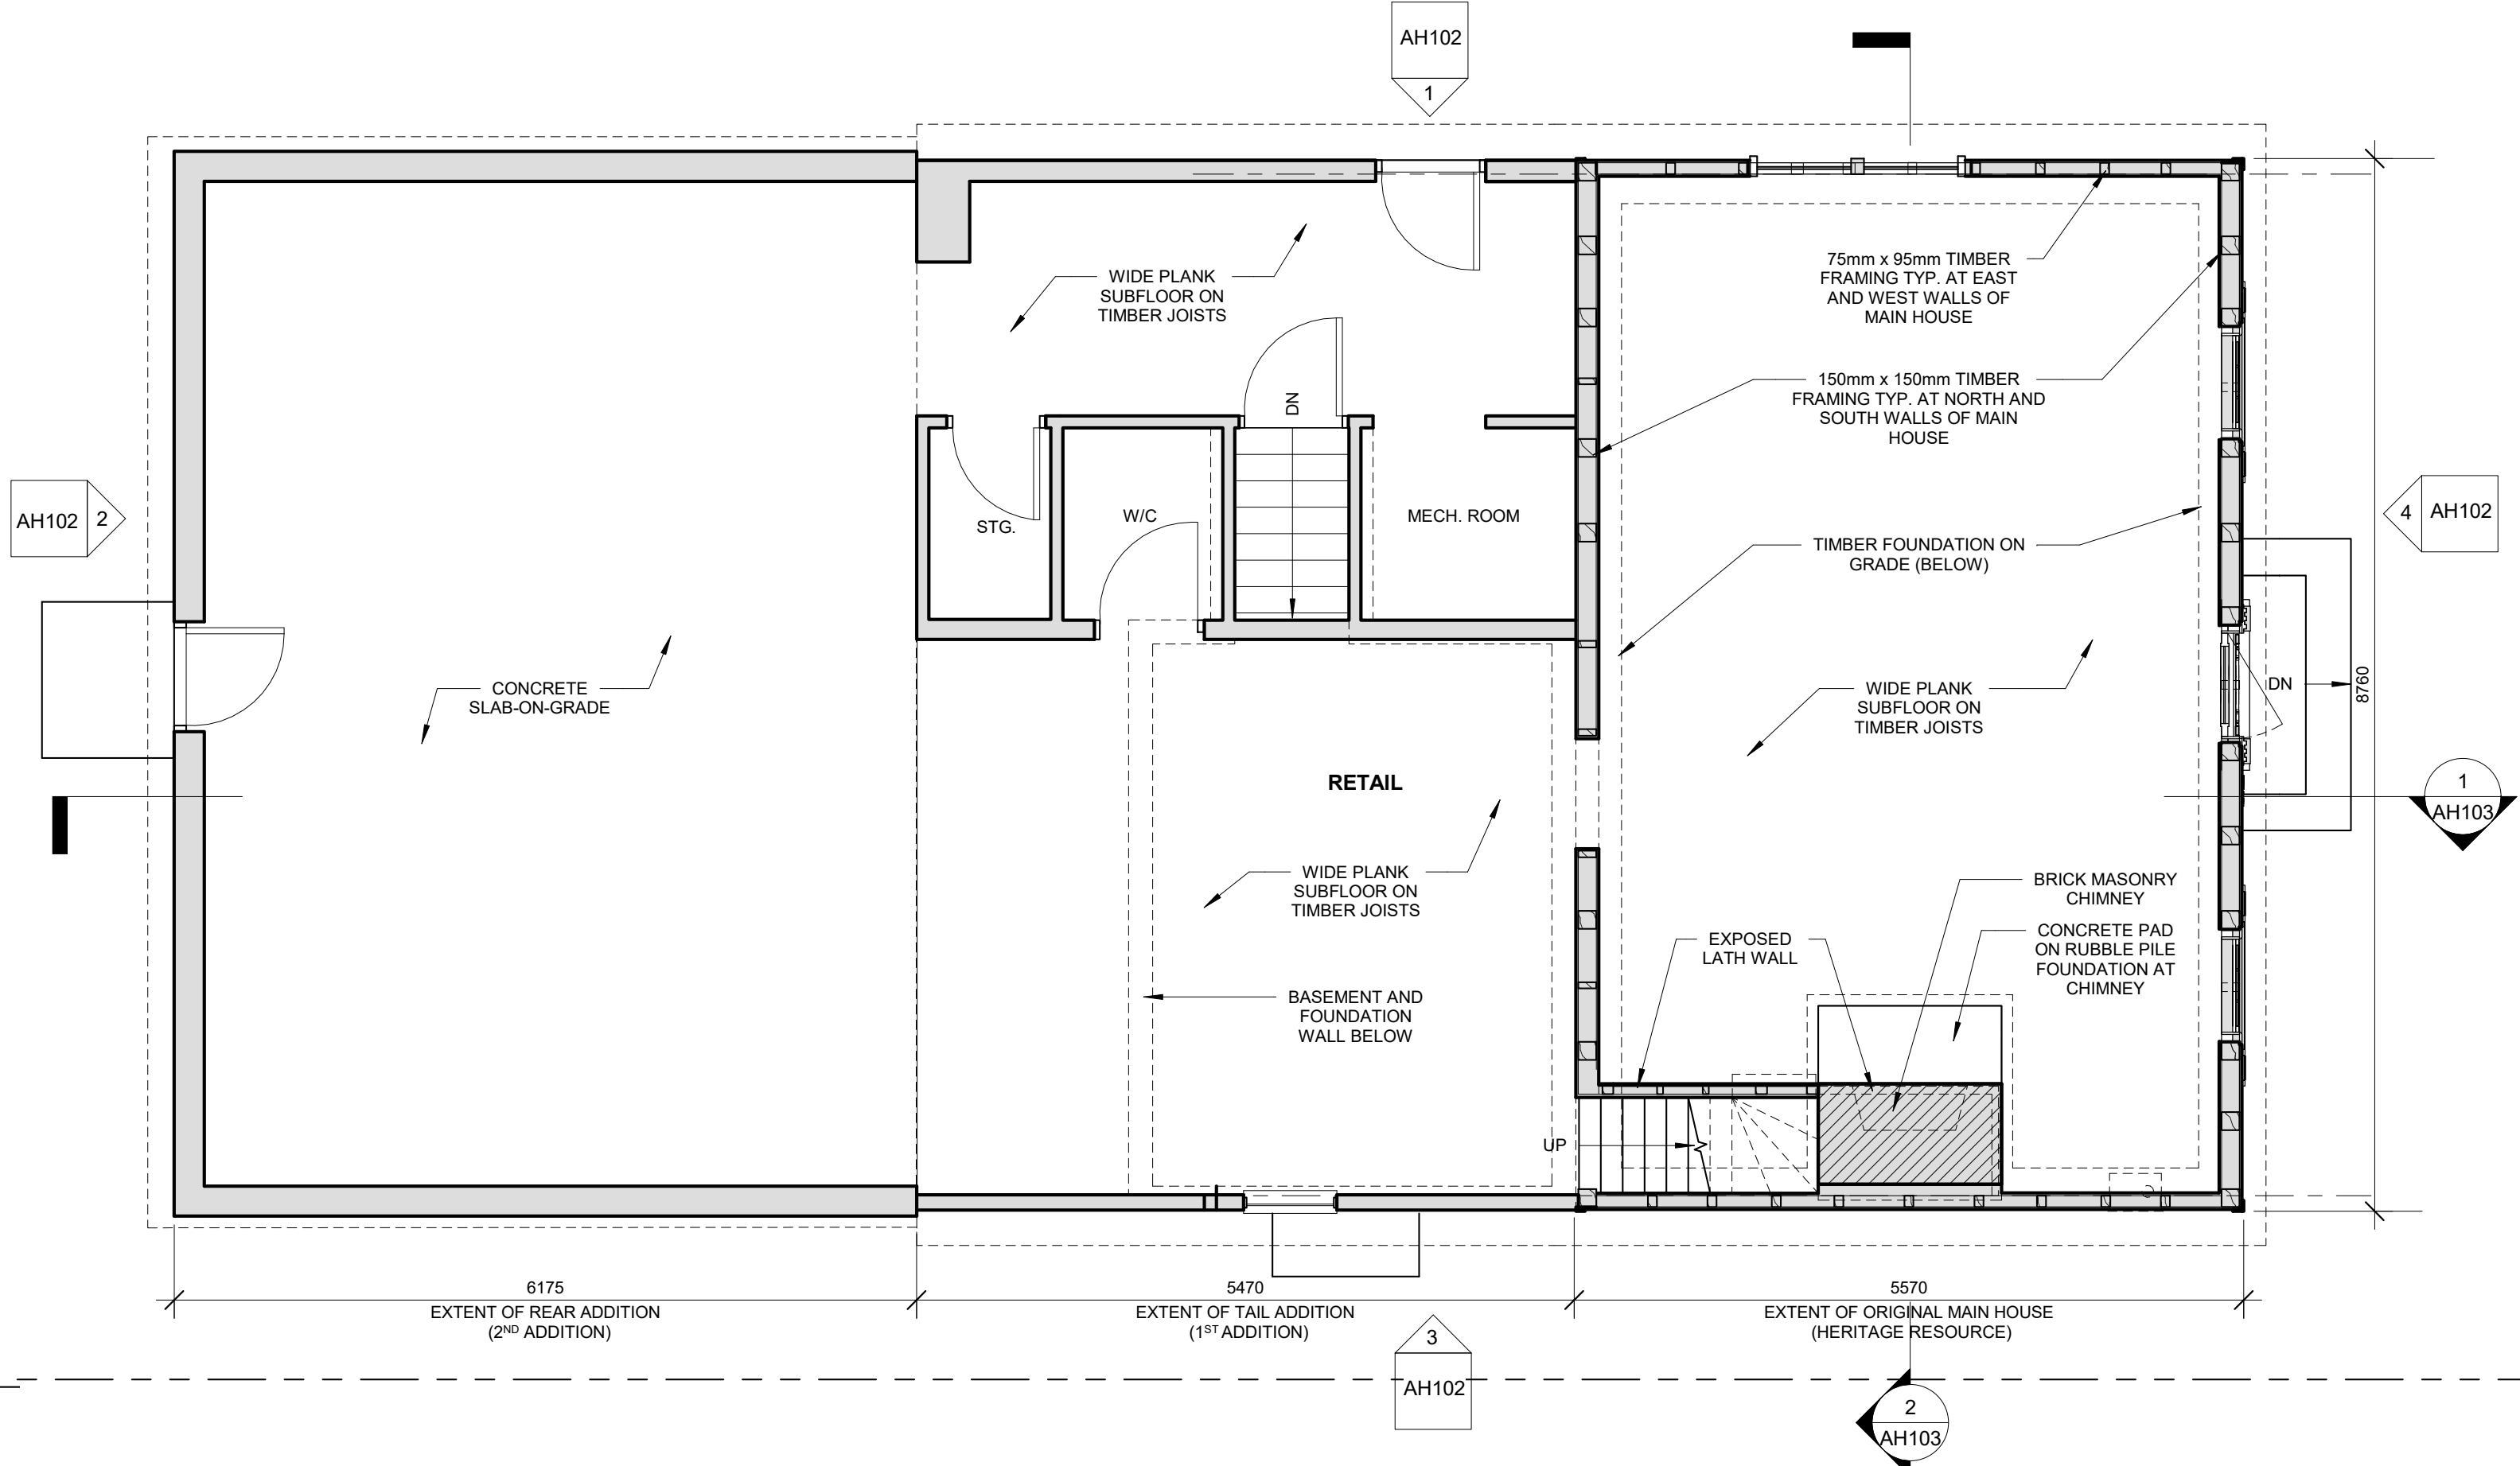 AH102
1
WIDE PLANK
SUBFLOOR ON
TIMBER JOISTS
75mm x 95mm TIMBER
FRAMING TYP. AT EAST
AND WEST WALLS OF
MAIN HOUSE
150mm x 150mm TIMBER
FRAMING TYP. AT NORTH AND
SOUTH WALLS OF MAIN
HOUSE
DN
AH102
2
STG.
W/C
MECH. ROOM
4
AH102
TIMBER FOUNDATION ON
GRADE (BELOW)
CONCRETE
SLAB-ON-GRADE
WIDE PLANK
SUBFLOOR ON
TIMBER JOISTS
DN
8760
RETAIL
1
AH103
WIDE PLANK
SUBFLOOR ON
TIMBER JOISTS
BRICK MASONRY
CHIMNEY
EXPOSED
LATH WALL
CONCRETE PAD
ON RUBBLE PILE
FOUNDATION AT
CHIMNEY
BASEMENT AND
FOUNDATION
WALL BELOW
UP
6175
EXTENT OF REAR ADDITION
(2ND ADDITION)
5470
EXTENT OF TAIL ADDITION
(1ST ADDITION)
5570
EXTENT OF ORIGINAL MAIN HOUSE
(HERITAGE RESOURCE)
3
AH102
2
AH103